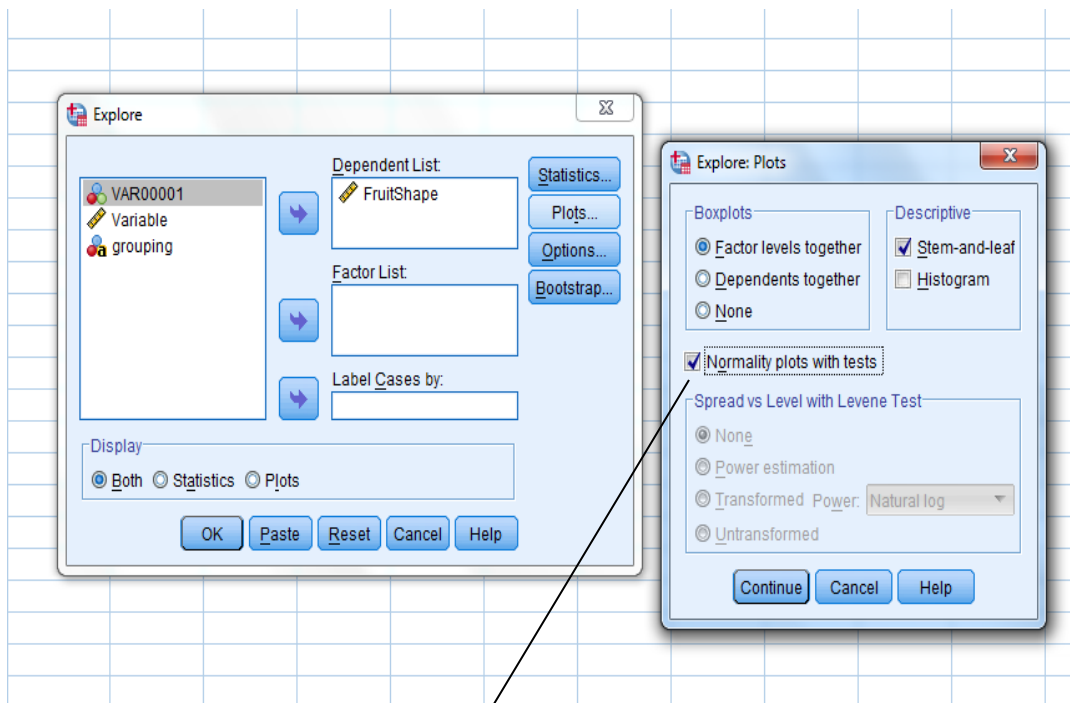 Explore
VAR00001
Variable
grouping
Dependent List:
FruitShape
Factor List:
Label Cases by:
Statistics...
Plots...
Options...
Bootstrap...
Display
Both Statistics Plots
OK Paste Reset Cancel Help
Explore: Plots
Boxplots
Factor levels together
Dependents together
None
Descriptive
Stem-and-leaf
Histogram
Normality plots with tests
Spread vs Level with Levene Test
None
Power estimation
Transformed Power: Natural log
Untransformed
Continue Cancel Help